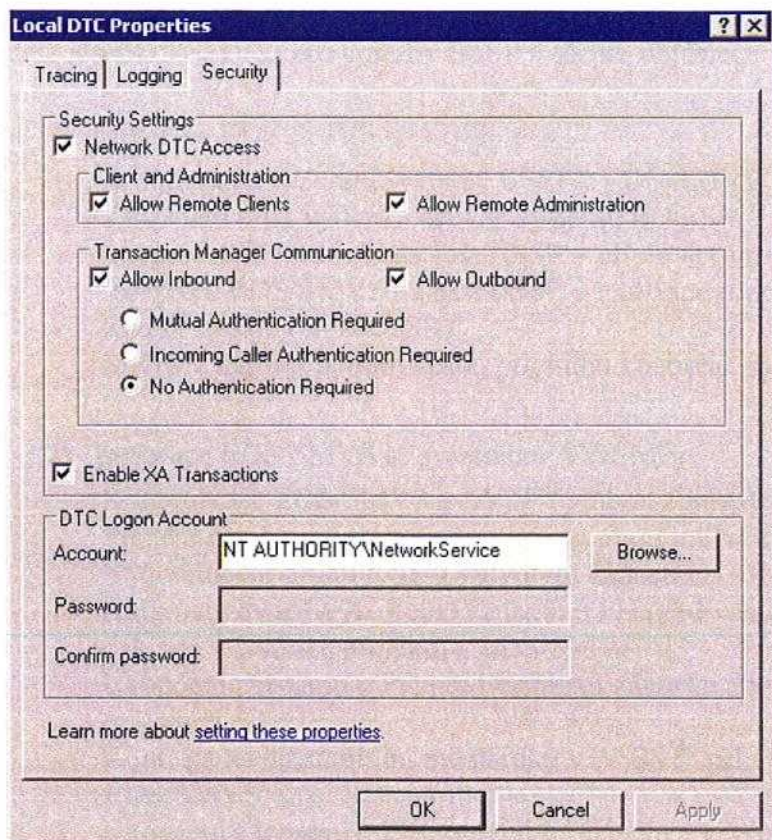 Local DTC Properties
Tracing Logging Security
Security Settings
Network DTC Access
Client and Administration
Allow Remote Clients Allow Remote Administration
Transaction Manager Communication
Allow Inbound Allow Outbound
Mutual Authentication Required
Incoming Caller Authentication Required
No Authentication Required
Enable XA Transactions
DTC Logon Account
Account: NT AUTHORITY\NetworkService Browse...
Password:
Confirm password:
Learn more about setting these properties.
OK Cancel Apply